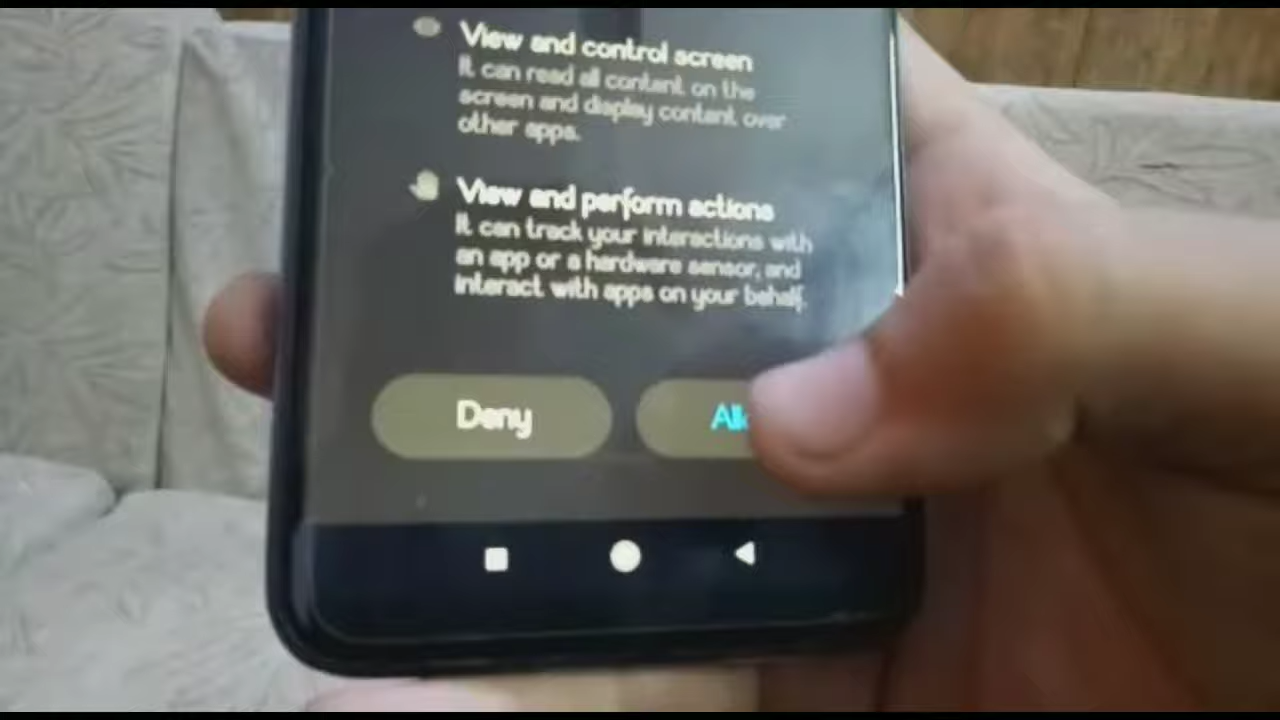 View and control screen
It can read all content on the
screen and display content over
other apps.
View and perform actions
It can track your interactions with
an app or a hardware sensor, and
interact with apps on your behalf.
Deny
All